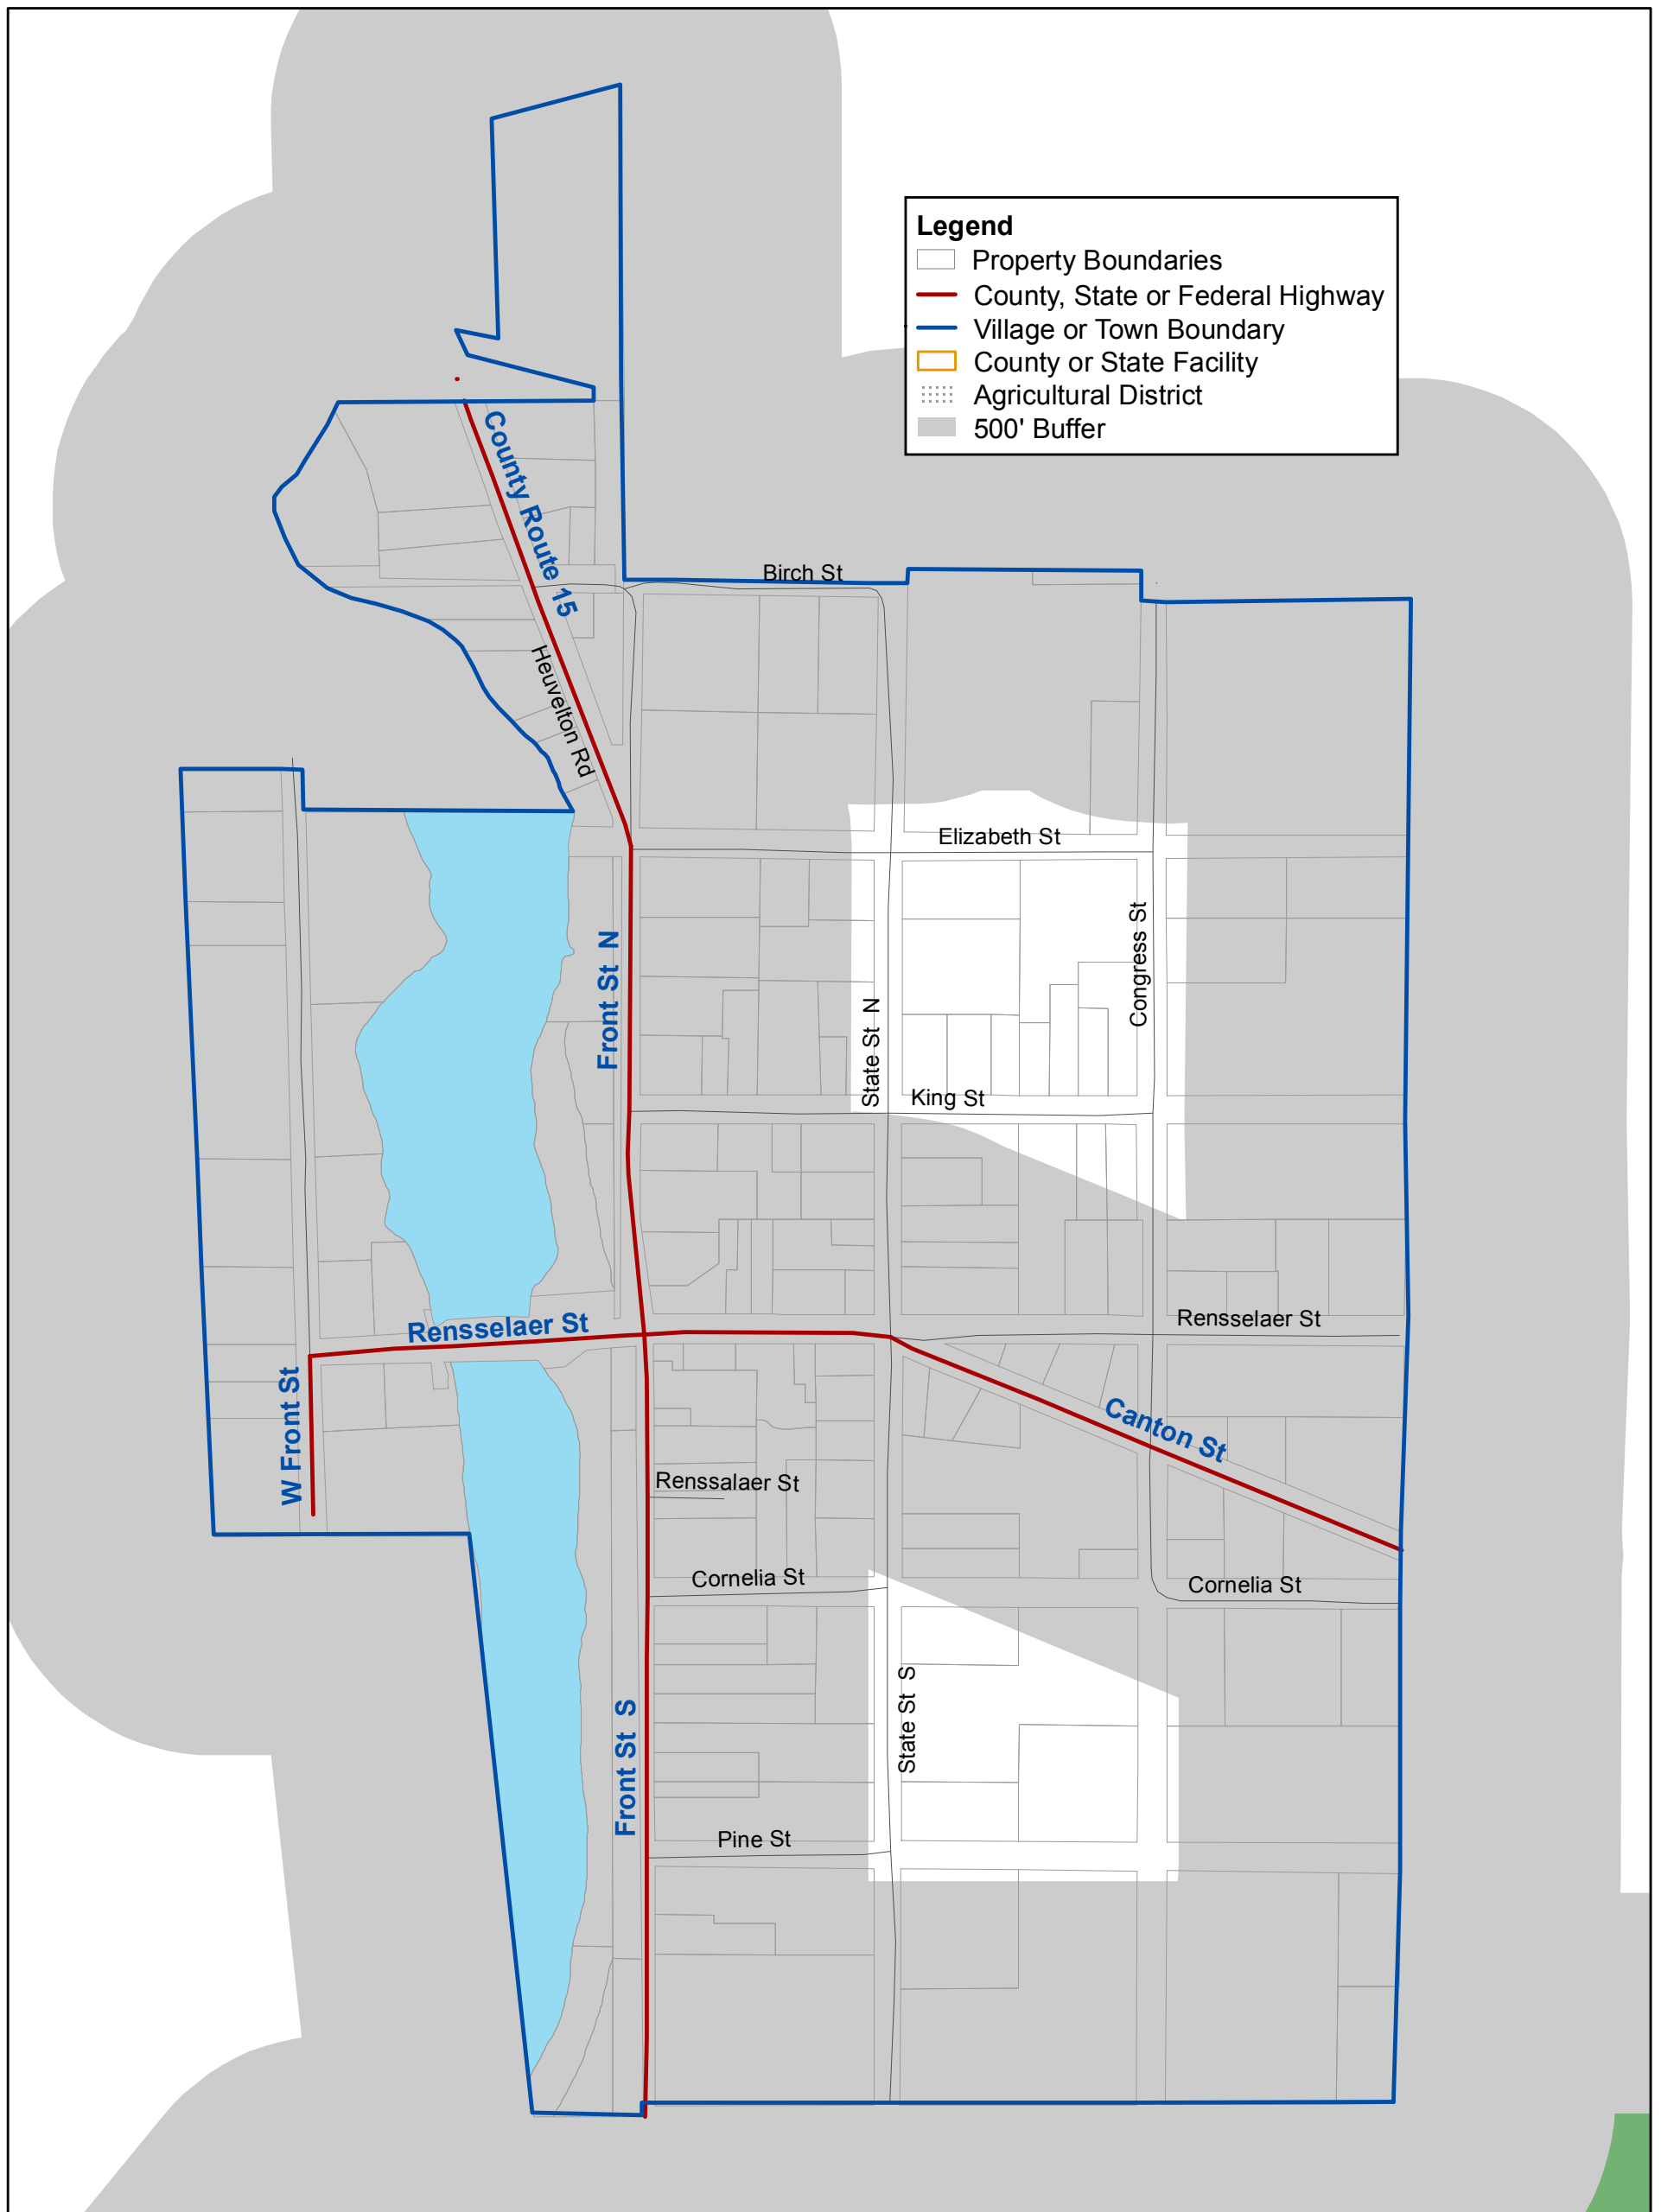 Legend
Property Boundaries
County, State or Federal Highway
Village or Town Boundary
County or State Facility
Agricultural District
500' Buffer
County Route 15
Birch St
Heuvelton Rd
Elizabeth St
Congress St
Front St N
State St N
King St
Rensselaer St
Rensselaer St
W Front St
Canton St
Renssalaer St
Cornelia St
Cornelia St
State St S
Front St S
Pine St